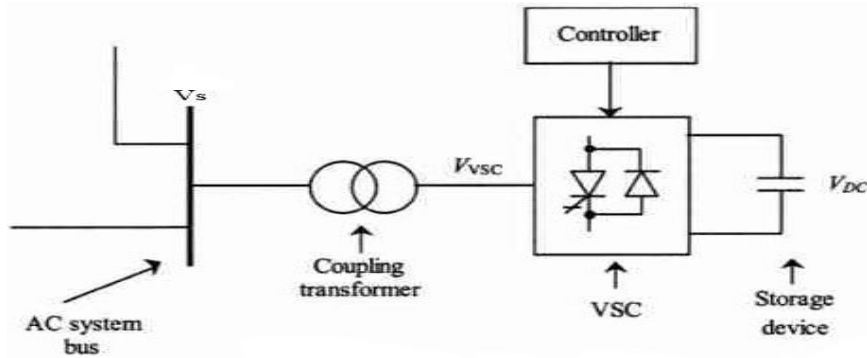 Controller
Vs
VVSC
VDC
Coupling
transformer
VSC
Storage
device
AC system
bus